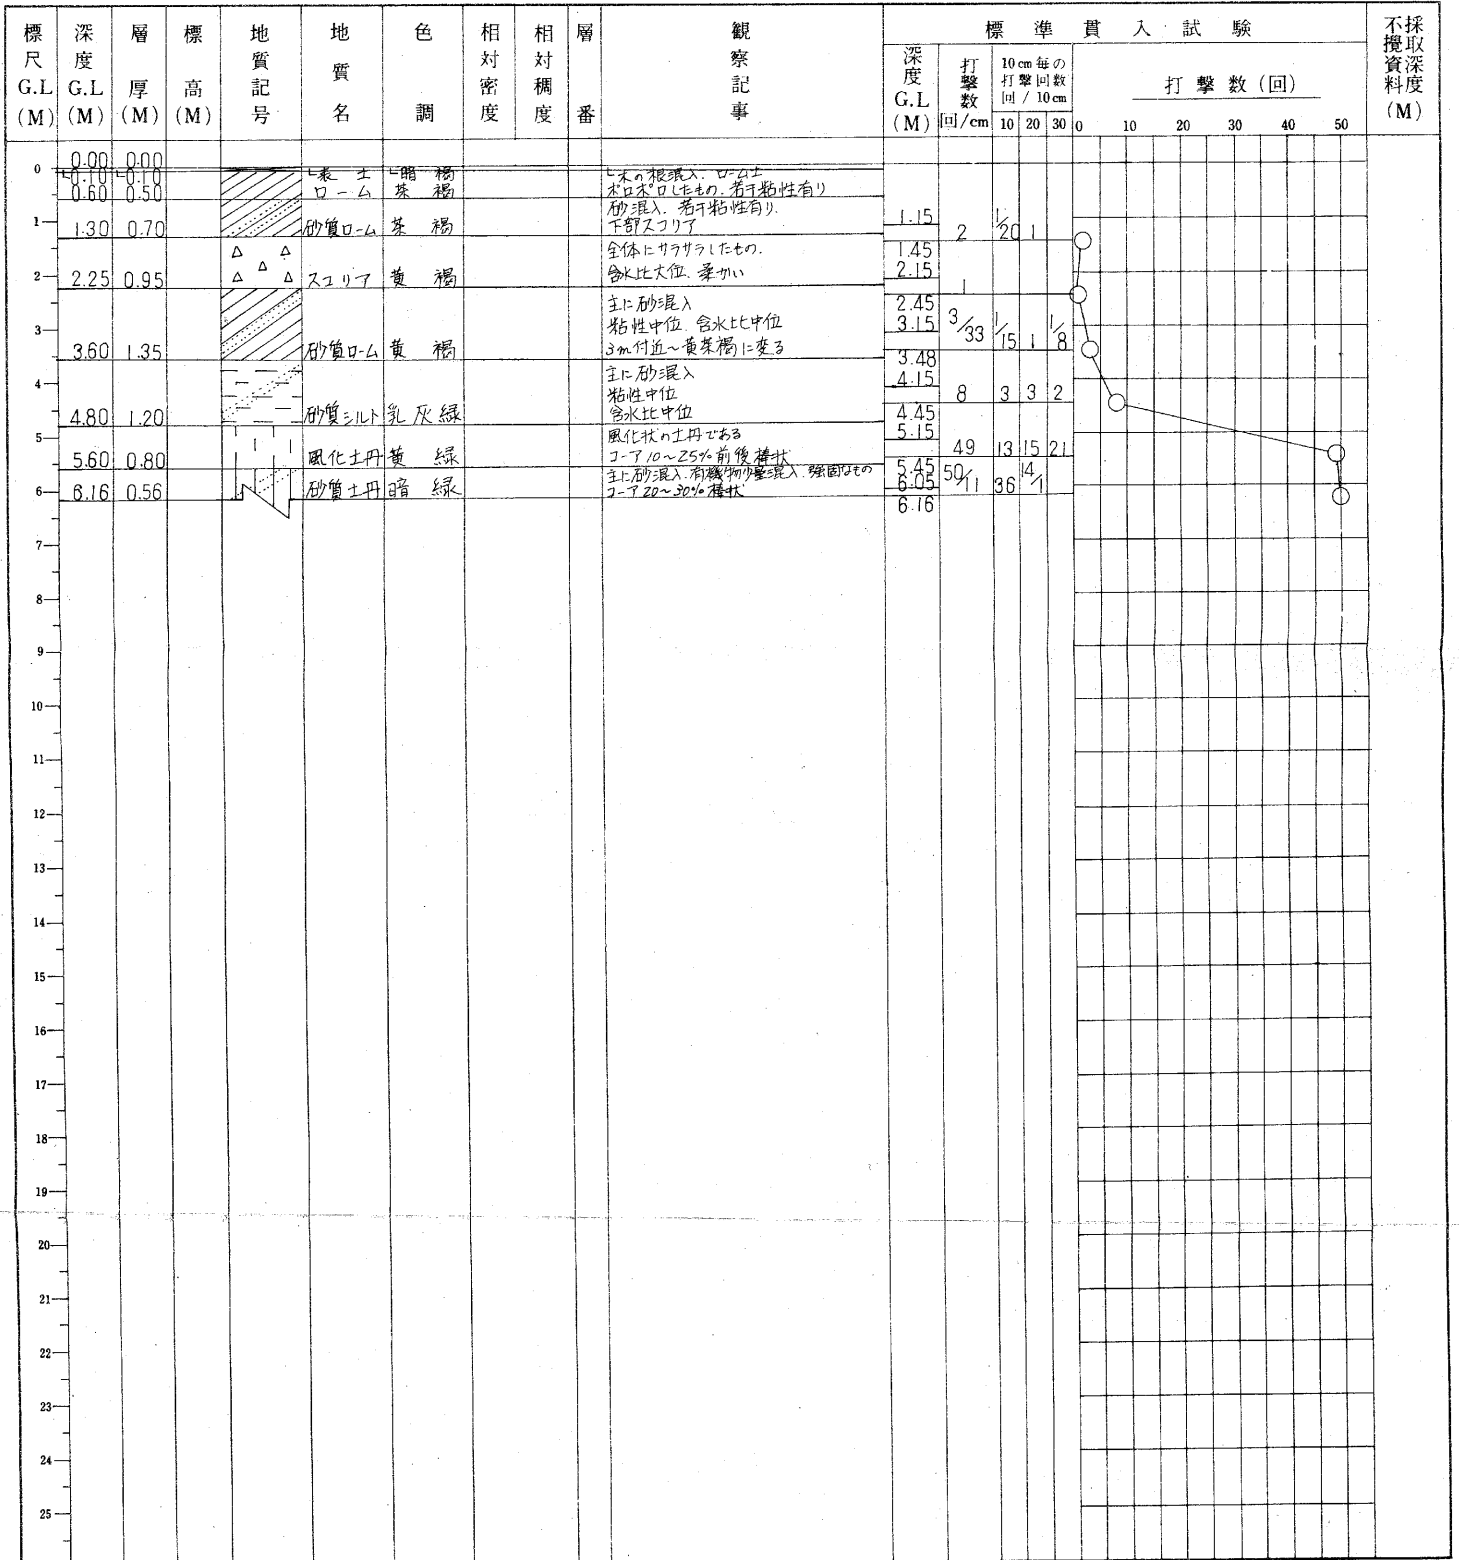 標尺 G.L (M)
深度 G.L (M)
層厚 (M)
標高 (M)
地質記号
地質名
色調
相対密度
相対稠度
層番
観察記事
標準貫入試験
深度 G.L (M)
打撃数 回/cm
10cm毎の打撃回数 回/10cm
10 20 30
打撃数(回)
0 10 20 30 40 50
不攪資料採取深度 (M)
0.00 0.00
0.10 0.10 表土 暗褐 木の根混入、ローム土
0.60 0.50 ローム 茶褐 ボロボロしたもの、若干粘性有り
砂混入、若干粘性有り、
1.30 0.70 砂質ローム 茶褐 下部スコリア
全体にサラサラしたもの、
2.25 0.95 スコリア 黄褐 含水比大位、柔かい
主に砂混入
粘性中位、含水比中位
3.60 1.35 砂質ローム 黄褐 3m付近〜黄茶褐に変る
主に砂混入
粘性中位
4.80 1.20 砂質シルト 乳灰緑 含水比中位
風化状の土丹である
5.60 0.80 風化土丹 黄緑 コーア10〜25%前後棒状
主に砂混入、有機物少量混入、強固なもの
6.16 0.56 砂質土丹 暗緑 コーア20〜30%棒状
1.15
2 1/20 1
1.45
2.15
1
2.45
3.15
3/33 1/15 1 1/8
3.48
4.15
8 3 3 2
4.45
5.15
49 13 15 21
5.45
6.05
50/11 36 14/1
6.16
0
1
2
3
4
5
6
7
8
9
10
11
12
13
14
15
16
17
18
19
20
21
22
23
24
25